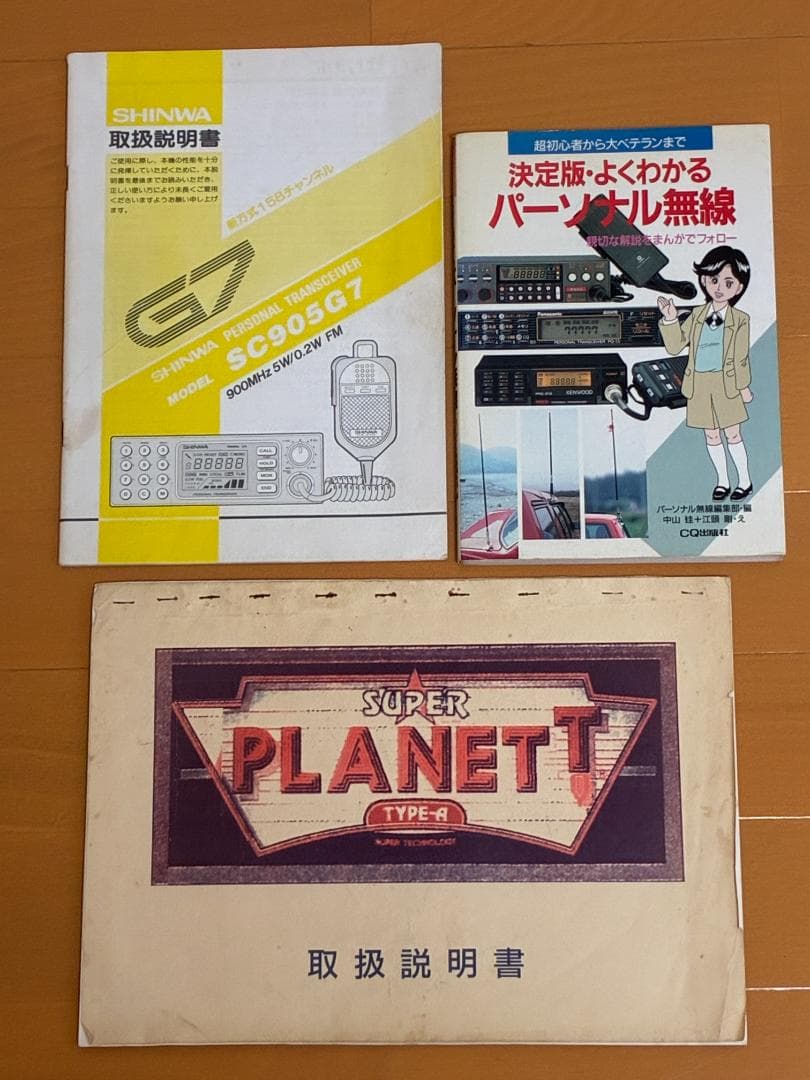 SHINWA
取扱説明書
ご使用に際し、本機の性能を十分
に発揮していただくために、本説
明書を最後までお読みいただき、
正しい使い方により末長くご愛用
くださいますようお願い申し上げ
ます。
新方式158チャンネル
G7
SHINWA PERSONAL TRANSCEIVER
MODEL SC905G7
900MHz 5W/0.2W FM
SHINWA
CALL
HOLD
MON
END
超初心者から大ベテランまで
決定版・よくわかる
パーソナル無線
親切な解説をまんがでフォロー
Panasonic
PERSONAL TRANSCEIVER
KENWOOD
パーソナル無線編集部・編
CQ出版社
SUPER
PLANETT
TYPE-A
SUPER TECHNOLOGY
取扱説明書